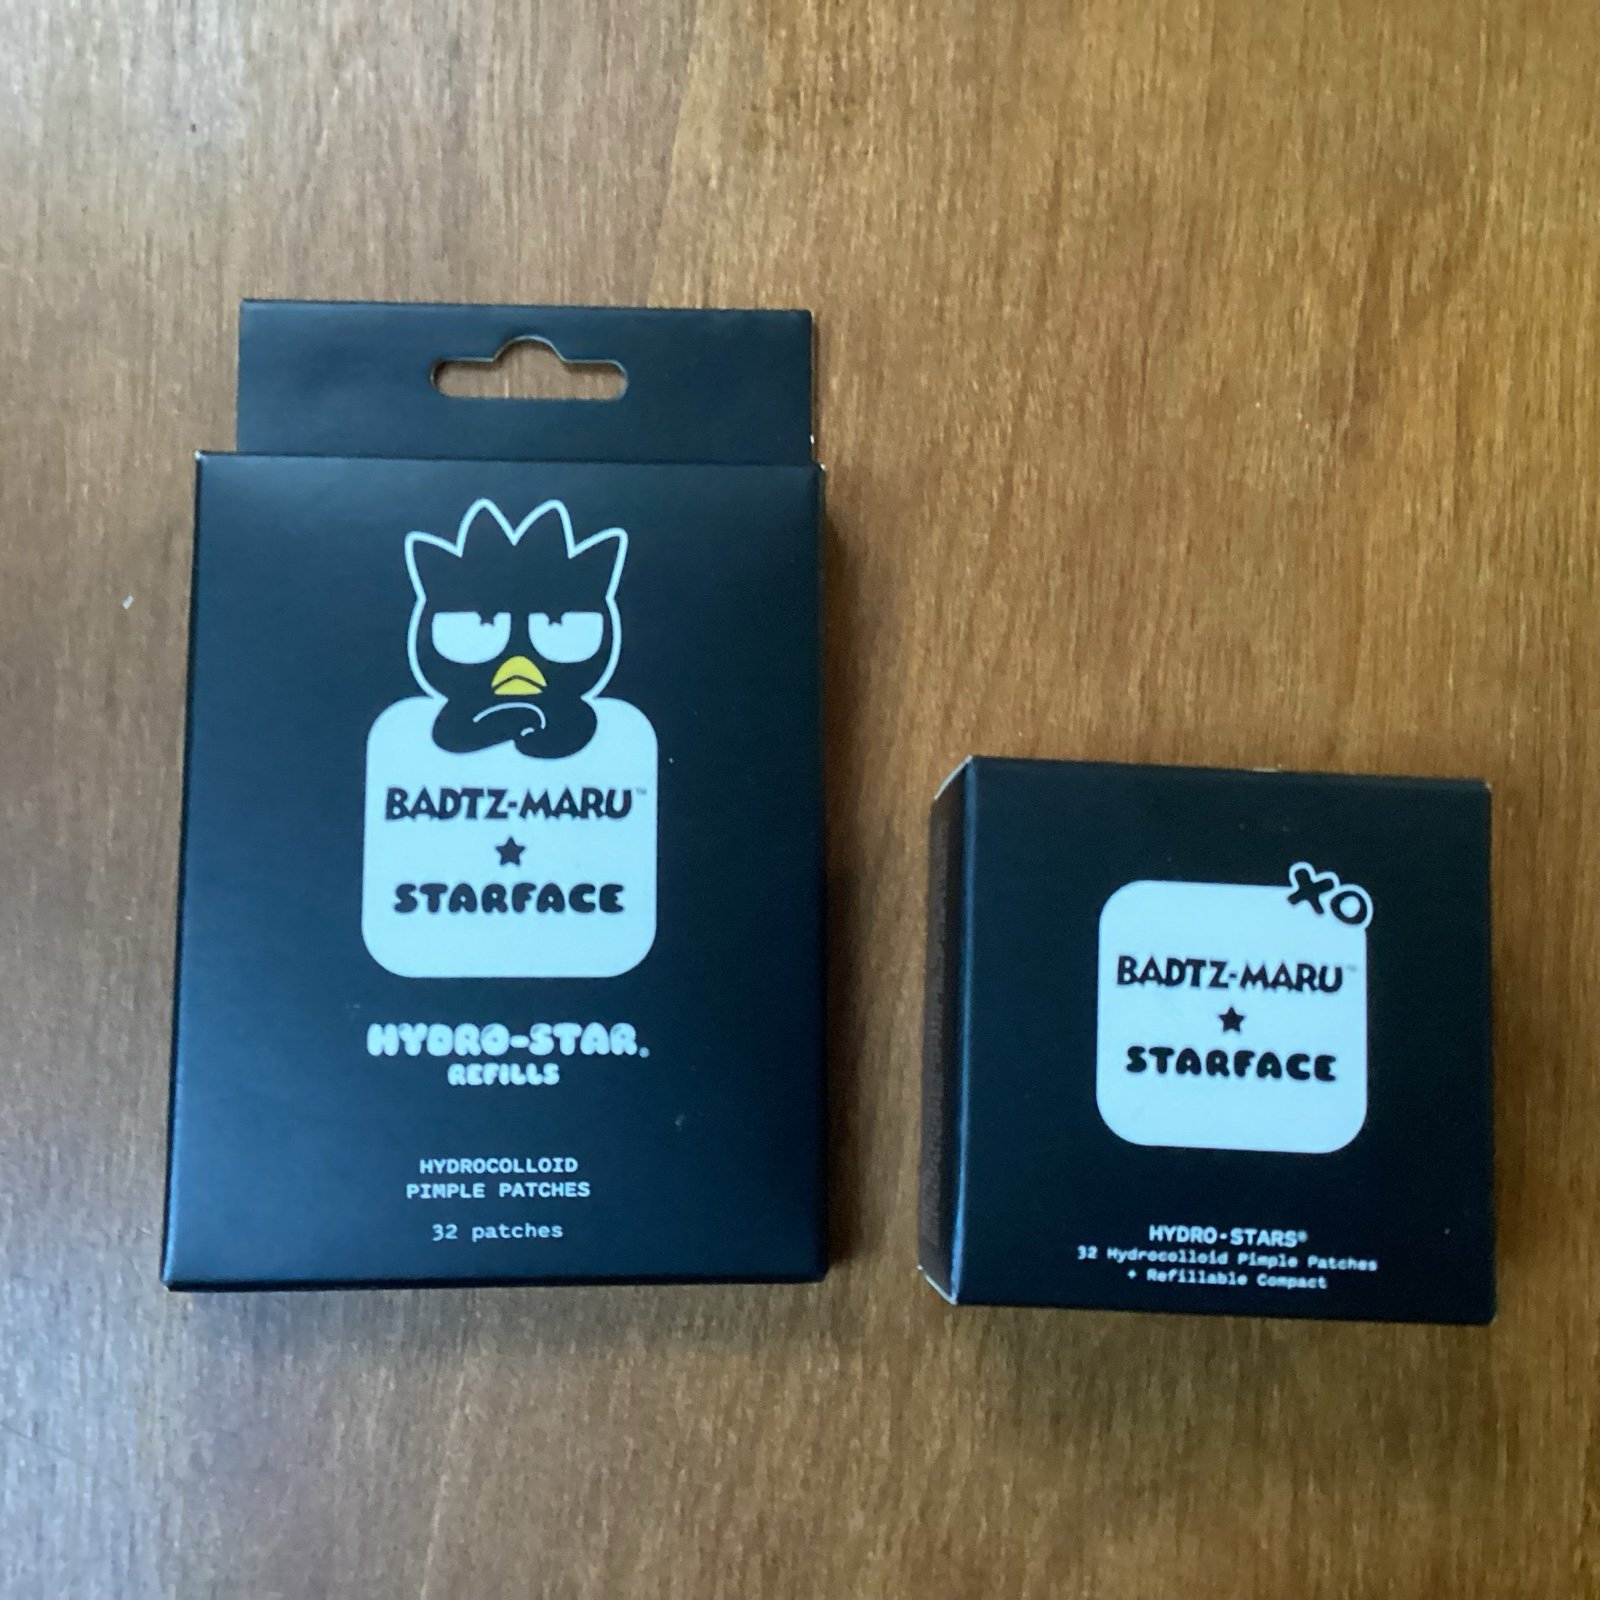 BADTZ-MARU™
STARFACE
HYDRO-STAR®
REFILLS
HYDROCOLLOID
PIMPLE PATCHES
32 patches
XO
BADTZ-MARU™
STARFACE
HYDRO-STARS®
32 Hydrocolloid Pimple Patches
+ Refillable Compact